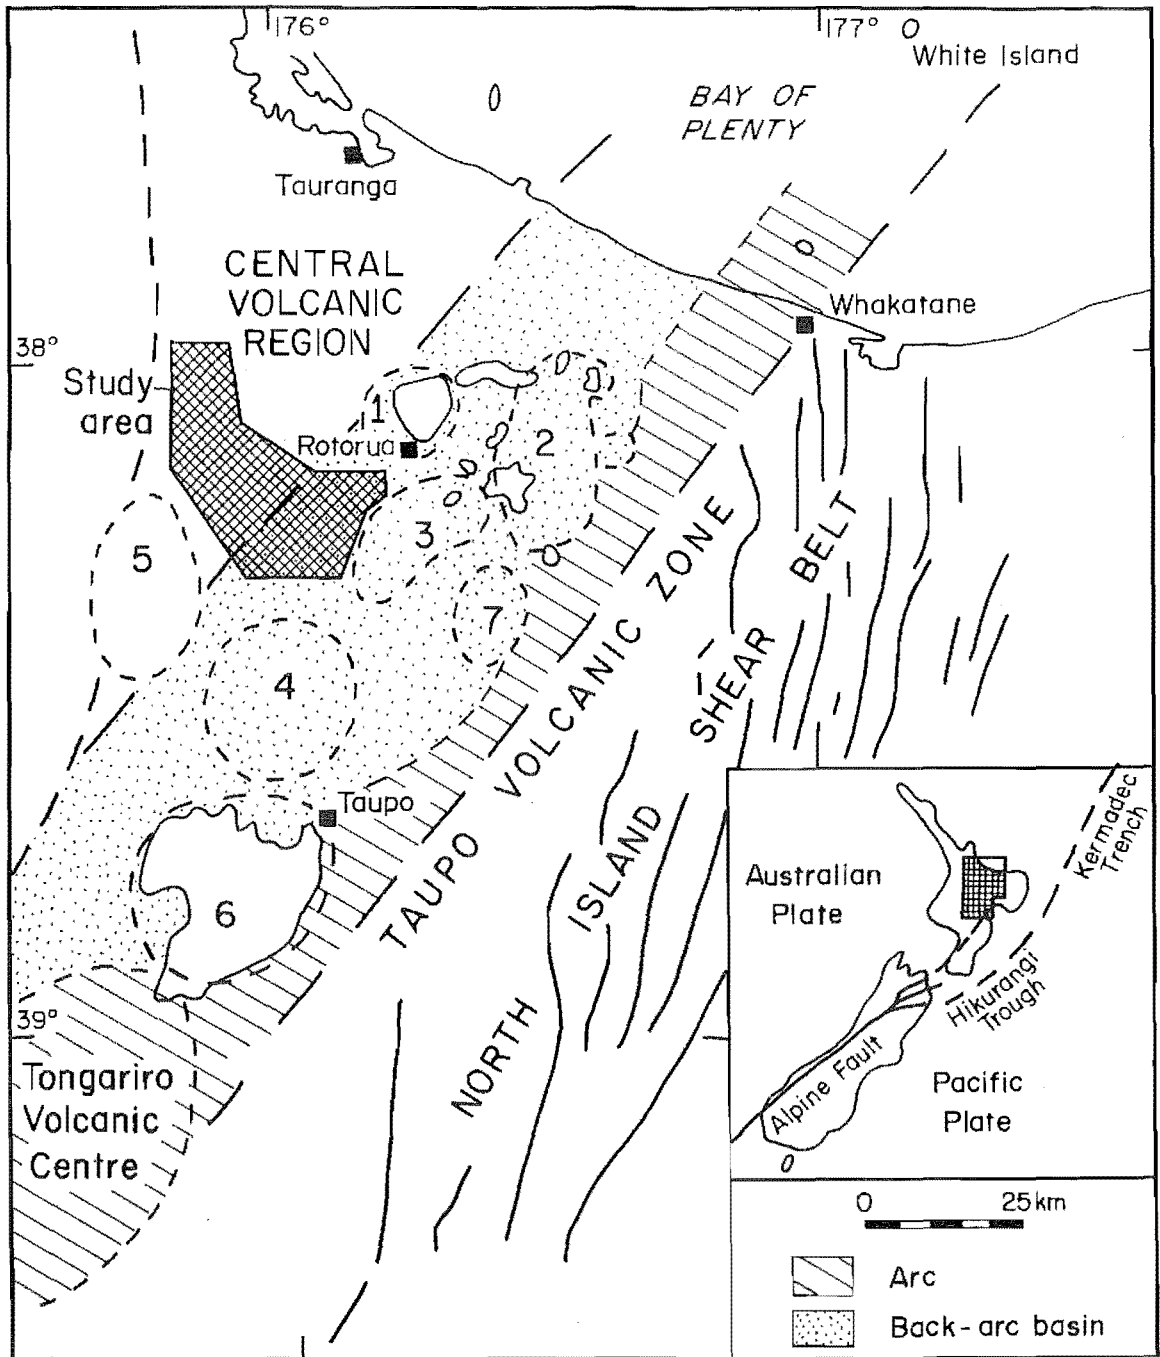 176°
177°
White Island
BAY OF
PLENTY
Tauranga
CENTRAL
VOLCANIC
REGION
Whakatane
38°
Study
area
1
Rotorua
2
3
5
7
4
TAUPO VOLCANIC ZONE
NORTH ISLAND SHEAR BELT
Taupo
6
39°
Tongariro
Volcanic
Centre
Australian
Plate
Kermadec
Trench
Hikurangi
Trough
Alpine Fault
Pacific
Plate
0 25km
Arc
Back-arc basin